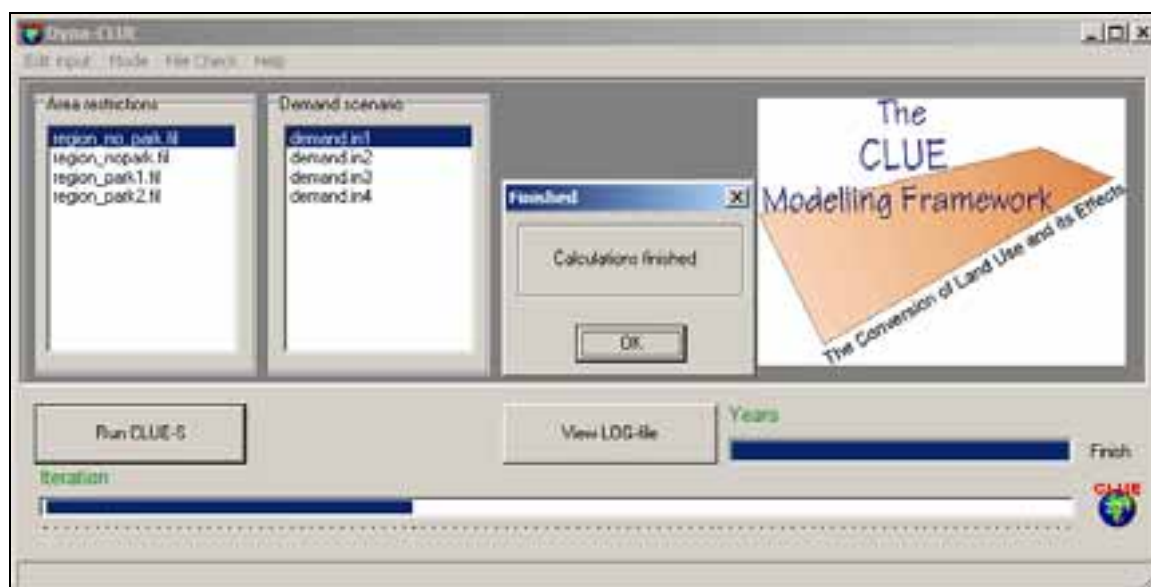 Dyna-CLUE
Edit input Mode File Check Help
Area restrictions
region_no_park.fil
region_nopark.fil
region_park1.fil
region_park2.fil
Demand scenario
demand.in1
demand.in2
demand.in3
demand.in4
Finished
Calculations finished
OK
The
CLUE
Modelling Framework
The Conversion of Land Use and its Effects
Run CLUE-S
View LOG-file
Years
Finish
Iteration
CLUE